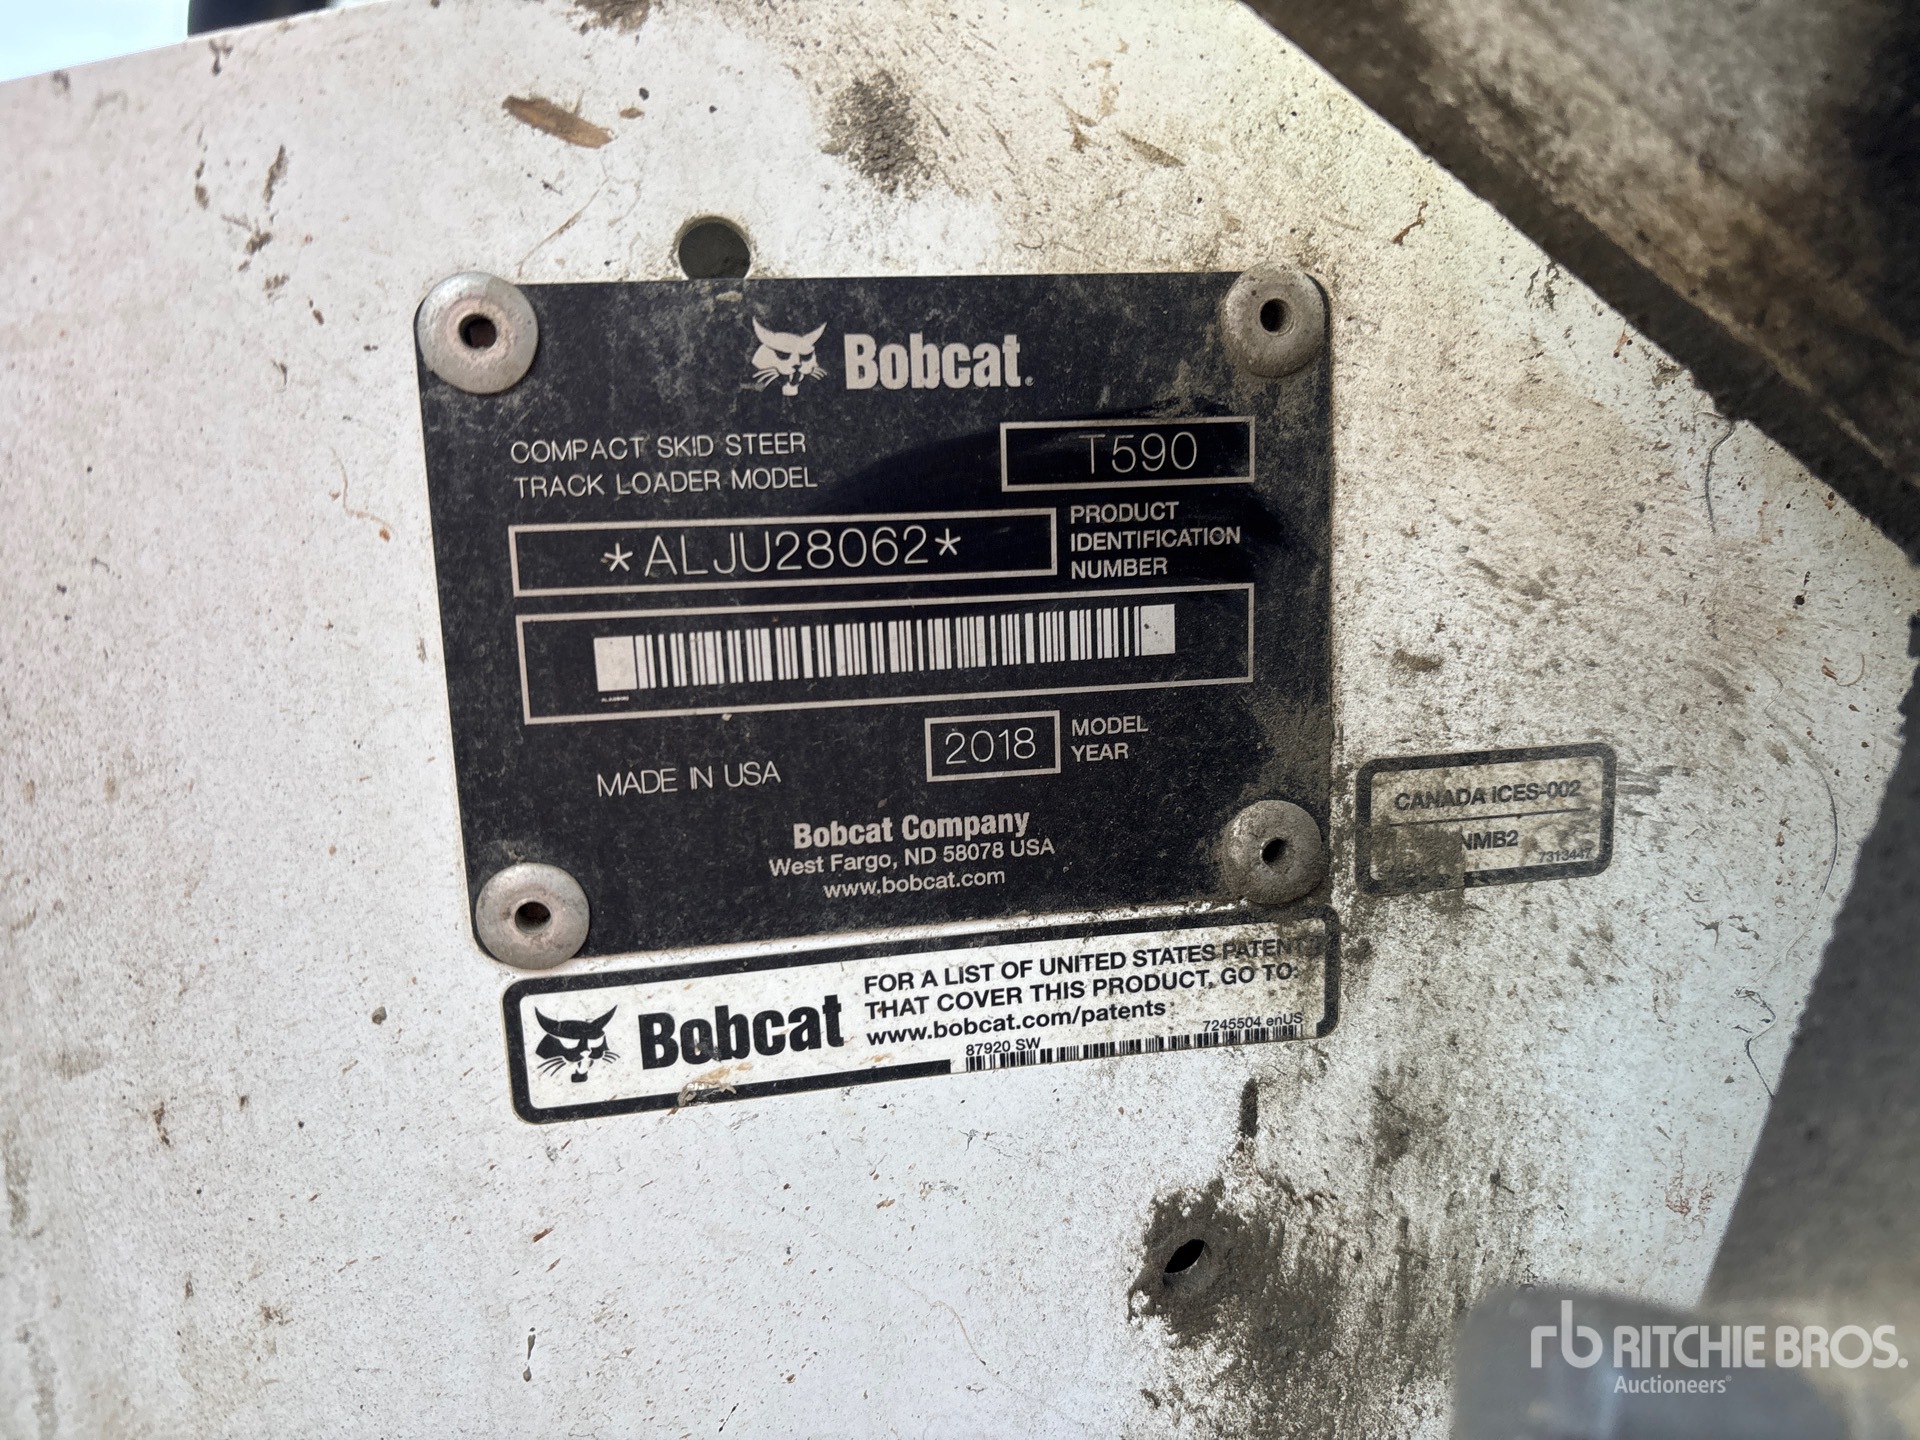 Bobcat®
COMPACT SKID STEER
TRACK LOADER MODEL
T590
*ALJU28062*
PRODUCT
IDENTIFICATION
NUMBER
2018
MODEL
YEAR
MADE IN USA
Bobcat Company
West Fargo, ND 58078 USA
www.bobcat.com
CANADA ICES-002
NMB2
7313447
Bobcat
FOR A LIST OF UNITED STATES PATENTS
THAT COVER THIS PRODUCT, GO TO:
www.bobcat.com/patents
87920 SW
7245504 enUS
rb RITCHIE BROS.
Auctioneers®